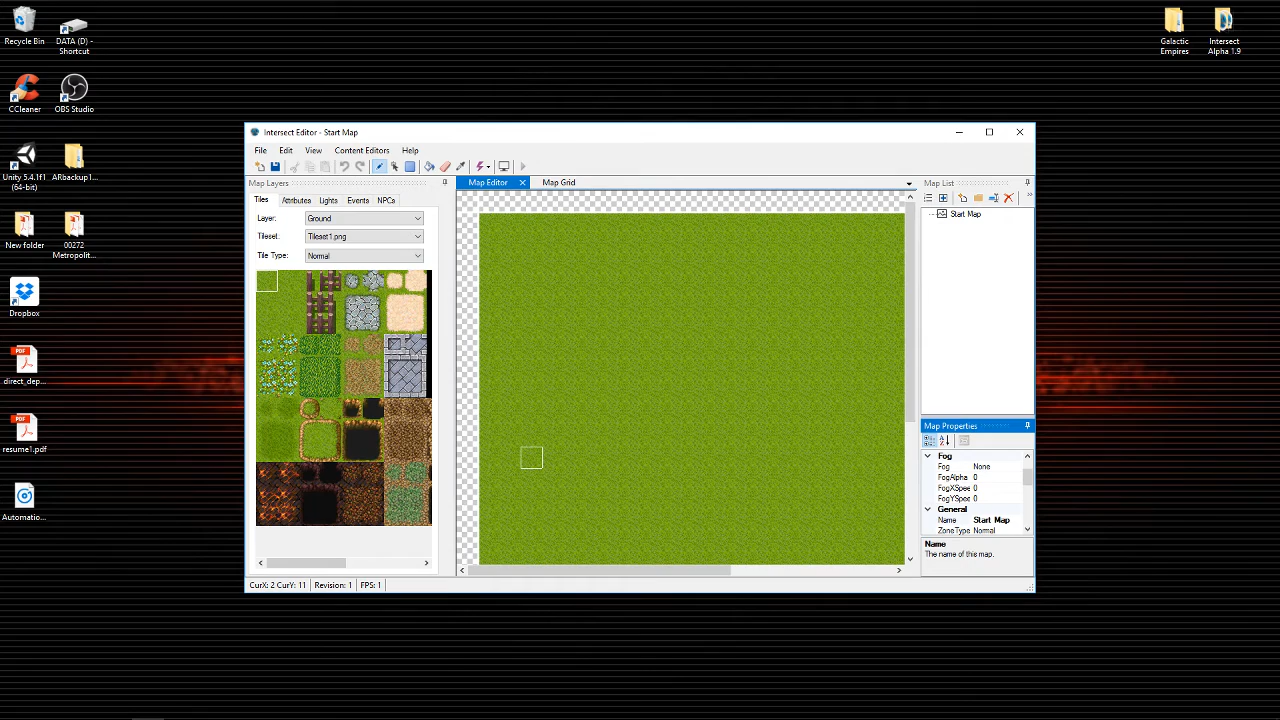 Recycle Bin
DATA (D) -
Shortcut
CCleaner
OBS Studio
Unity 5.4.1f1
(64-bit)
ARbackup1...
New folder
00272
Metropolit...
Dropbox
PDF
direct_dep...
PDF
resume1.pdf
Automatio...
Galactic
Empires
Intersect
Alpha 1.9
Intersect Editor - Start Map
File Edit View Content Editors Help
Map Layers
Tiles Attributes Lights Events NPCs
Layer: Ground
Tileset: Tileset1.png
Tile Type: Normal
Map Editor Map Grid
Map List
Start Map
Map Properties
Fog
Fog None
FogAlpha 0
FogXSpee 0
FogYSpee 0
General
Name Start Map
ZoneType Normal
Name
The name of this map.
CurX: 2 CurY: 11 Revision: 1 FPS: 1